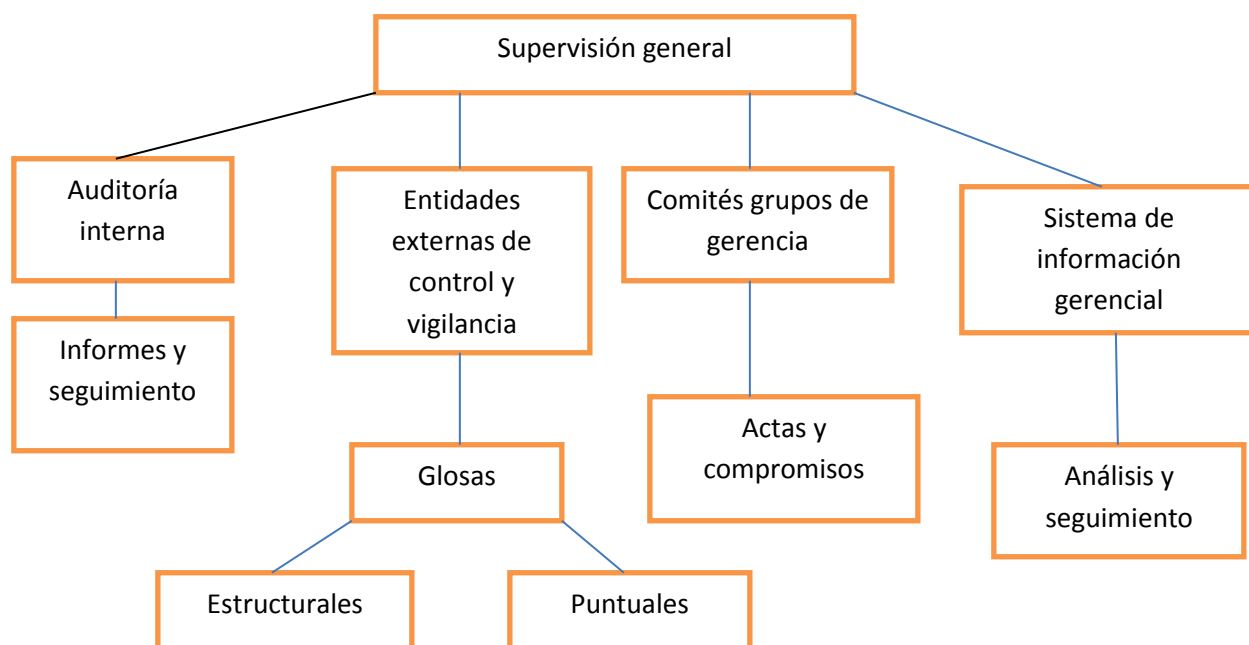 Supervisión general
Auditoría
interna
Entidades
externas de
control y
vigilancia
Comités grupos de
gerencia
Sistema de
información
gerencial
Informes y
seguimiento
Glosas
Actas y
compromisos
Análisis y
seguimiento
Estructurales
Puntuales